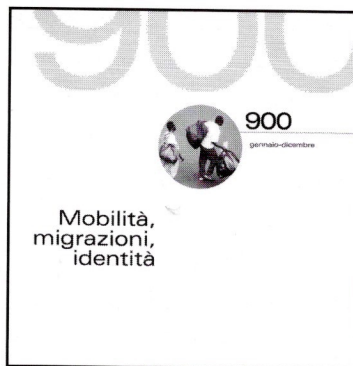 900
900
gennaio-dicembre
Mobilità,
migrazioni,
identità